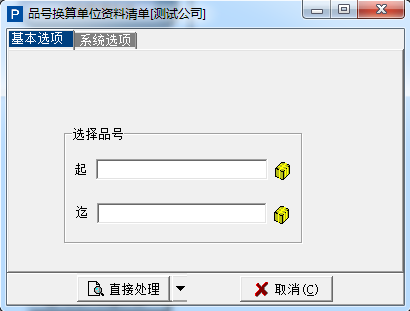 P 品号换算单位资料清单[测试公司]
基本选项 系统选项
选择品号
起
迄
直接处理 取消(C)